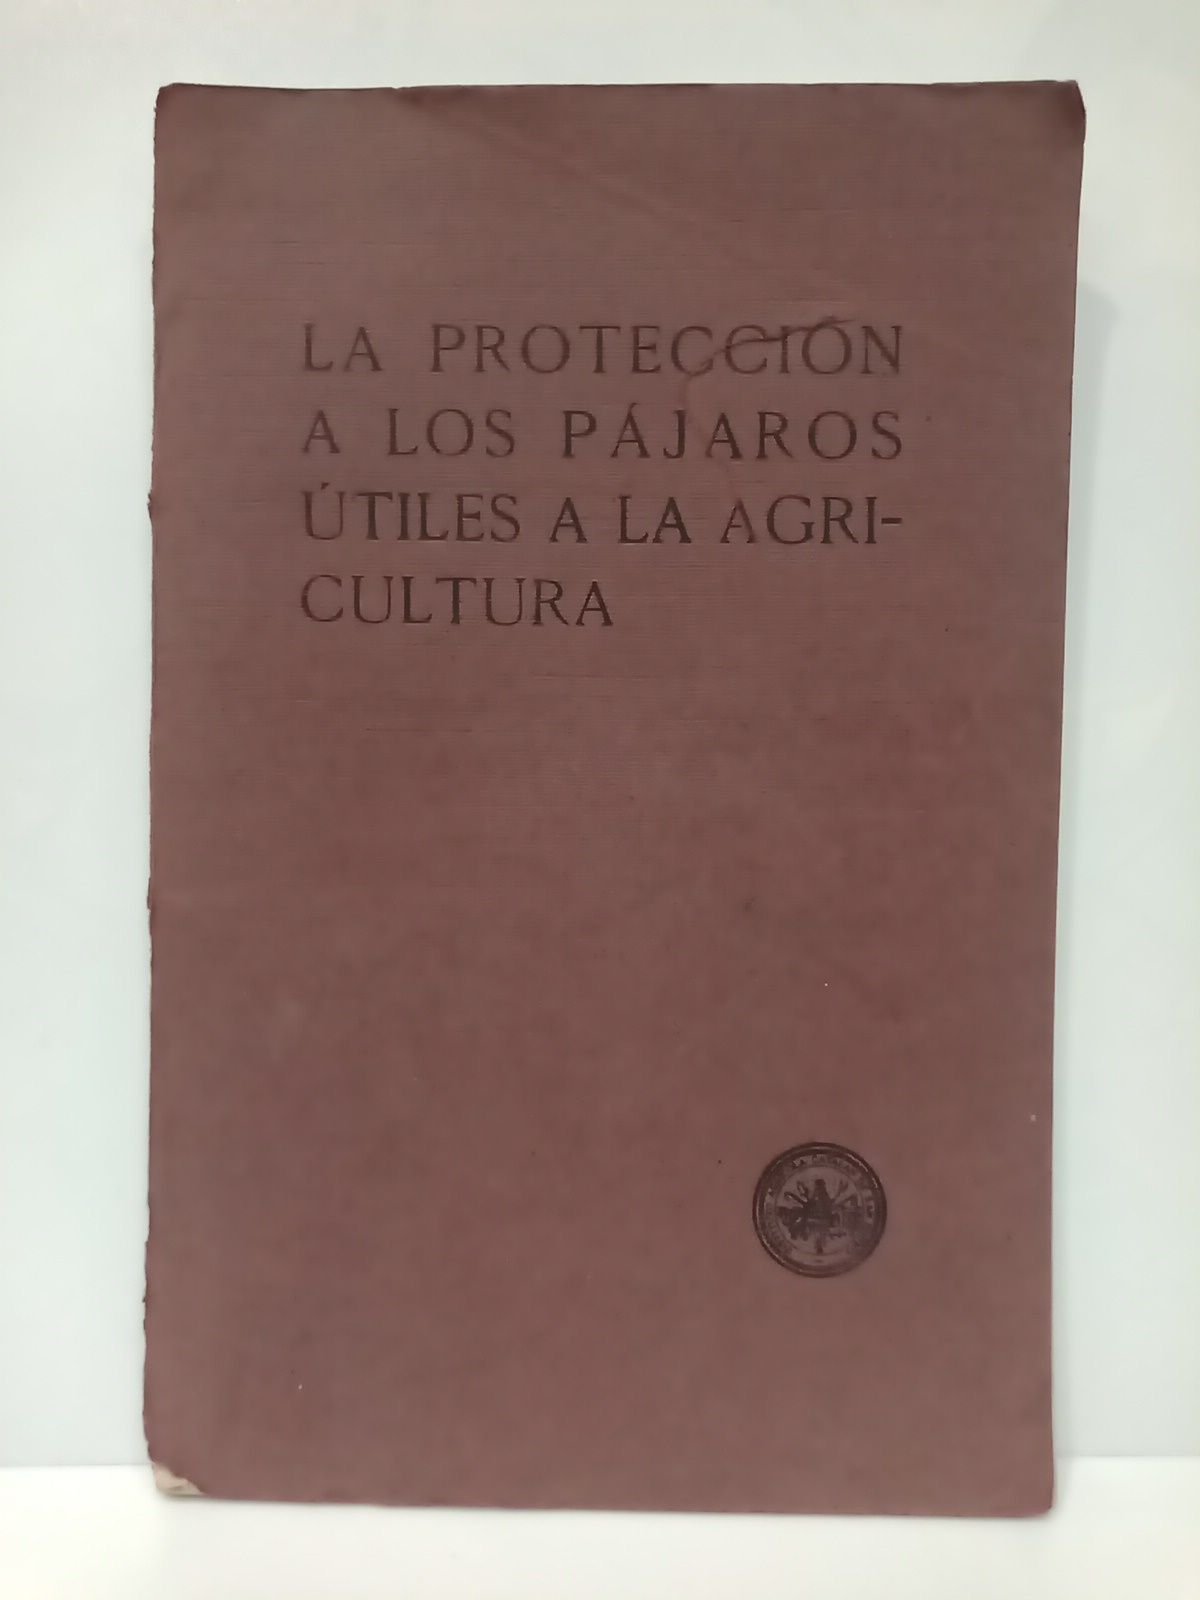 LA PROTECCIÓN
A LOS PÁJAROS
ÚTILES A LA AGRI-
CULTURA